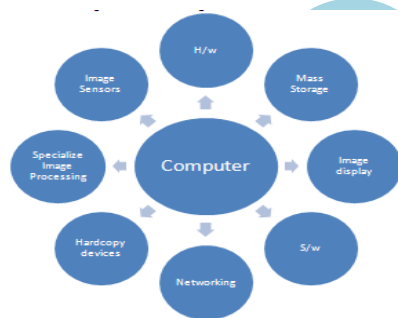 H/w
Image
Sensors
Mass
Storage
Specialize
Image
Processing
Computer
Image
display
Hardcopy
devices
S/w
Networking